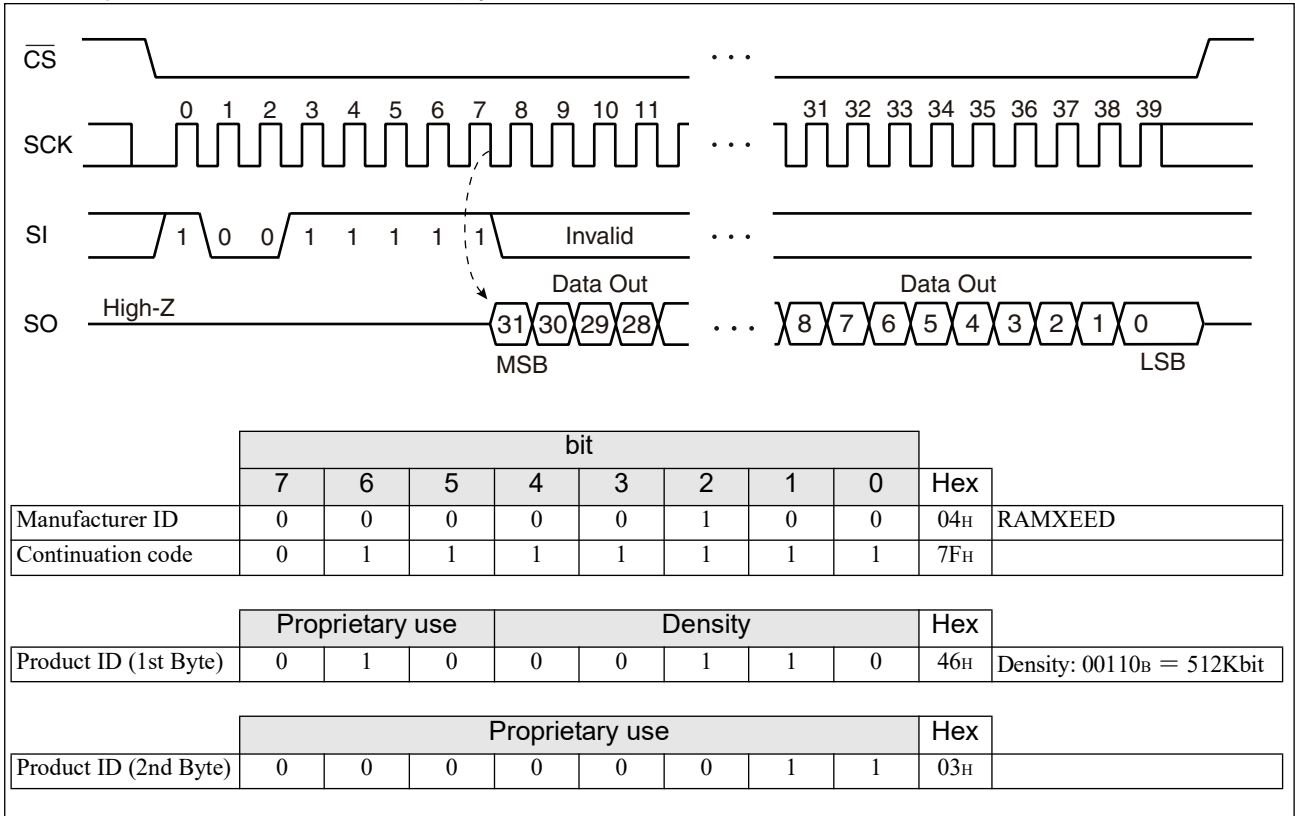 CS
. . .
0 1 2 3 4 5 6 7 8 9 10 11 31 32 33 34 35 36 37 38 39
SCK . . .
SI 1 0 0 1 1 1 1 1 Invalid . . .
Data Out Data Out
SO High-Z 31 30 29 28 . . . 8 7 6 5 4 3 2 1 0
MSB LSB
bit
7 6 5 4 3 2 1 0 Hex
Manufacturer ID 0 0 0 0 0 1 0 0 04H RAMXEED
Continuation code 0 1 1 1 1 1 1 1 7FH
Proprietary use Density Hex
Product ID (1st Byte) 0 1 0 0 0 1 1 0 46H Density: 00110B = 512Kbit
Proprietary use Hex
Product ID (2nd Byte) 0 0 0 0 0 0 1 1 03H